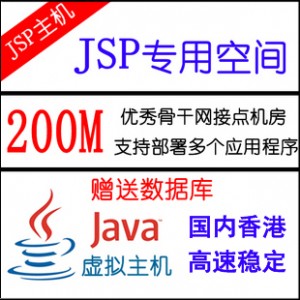 JSP主机
JSP专用空间
200M
优秀骨干网接点机房
支持部署多个应用程序
赠送数据库
Java
虚拟主机
国内香港
高速稳定